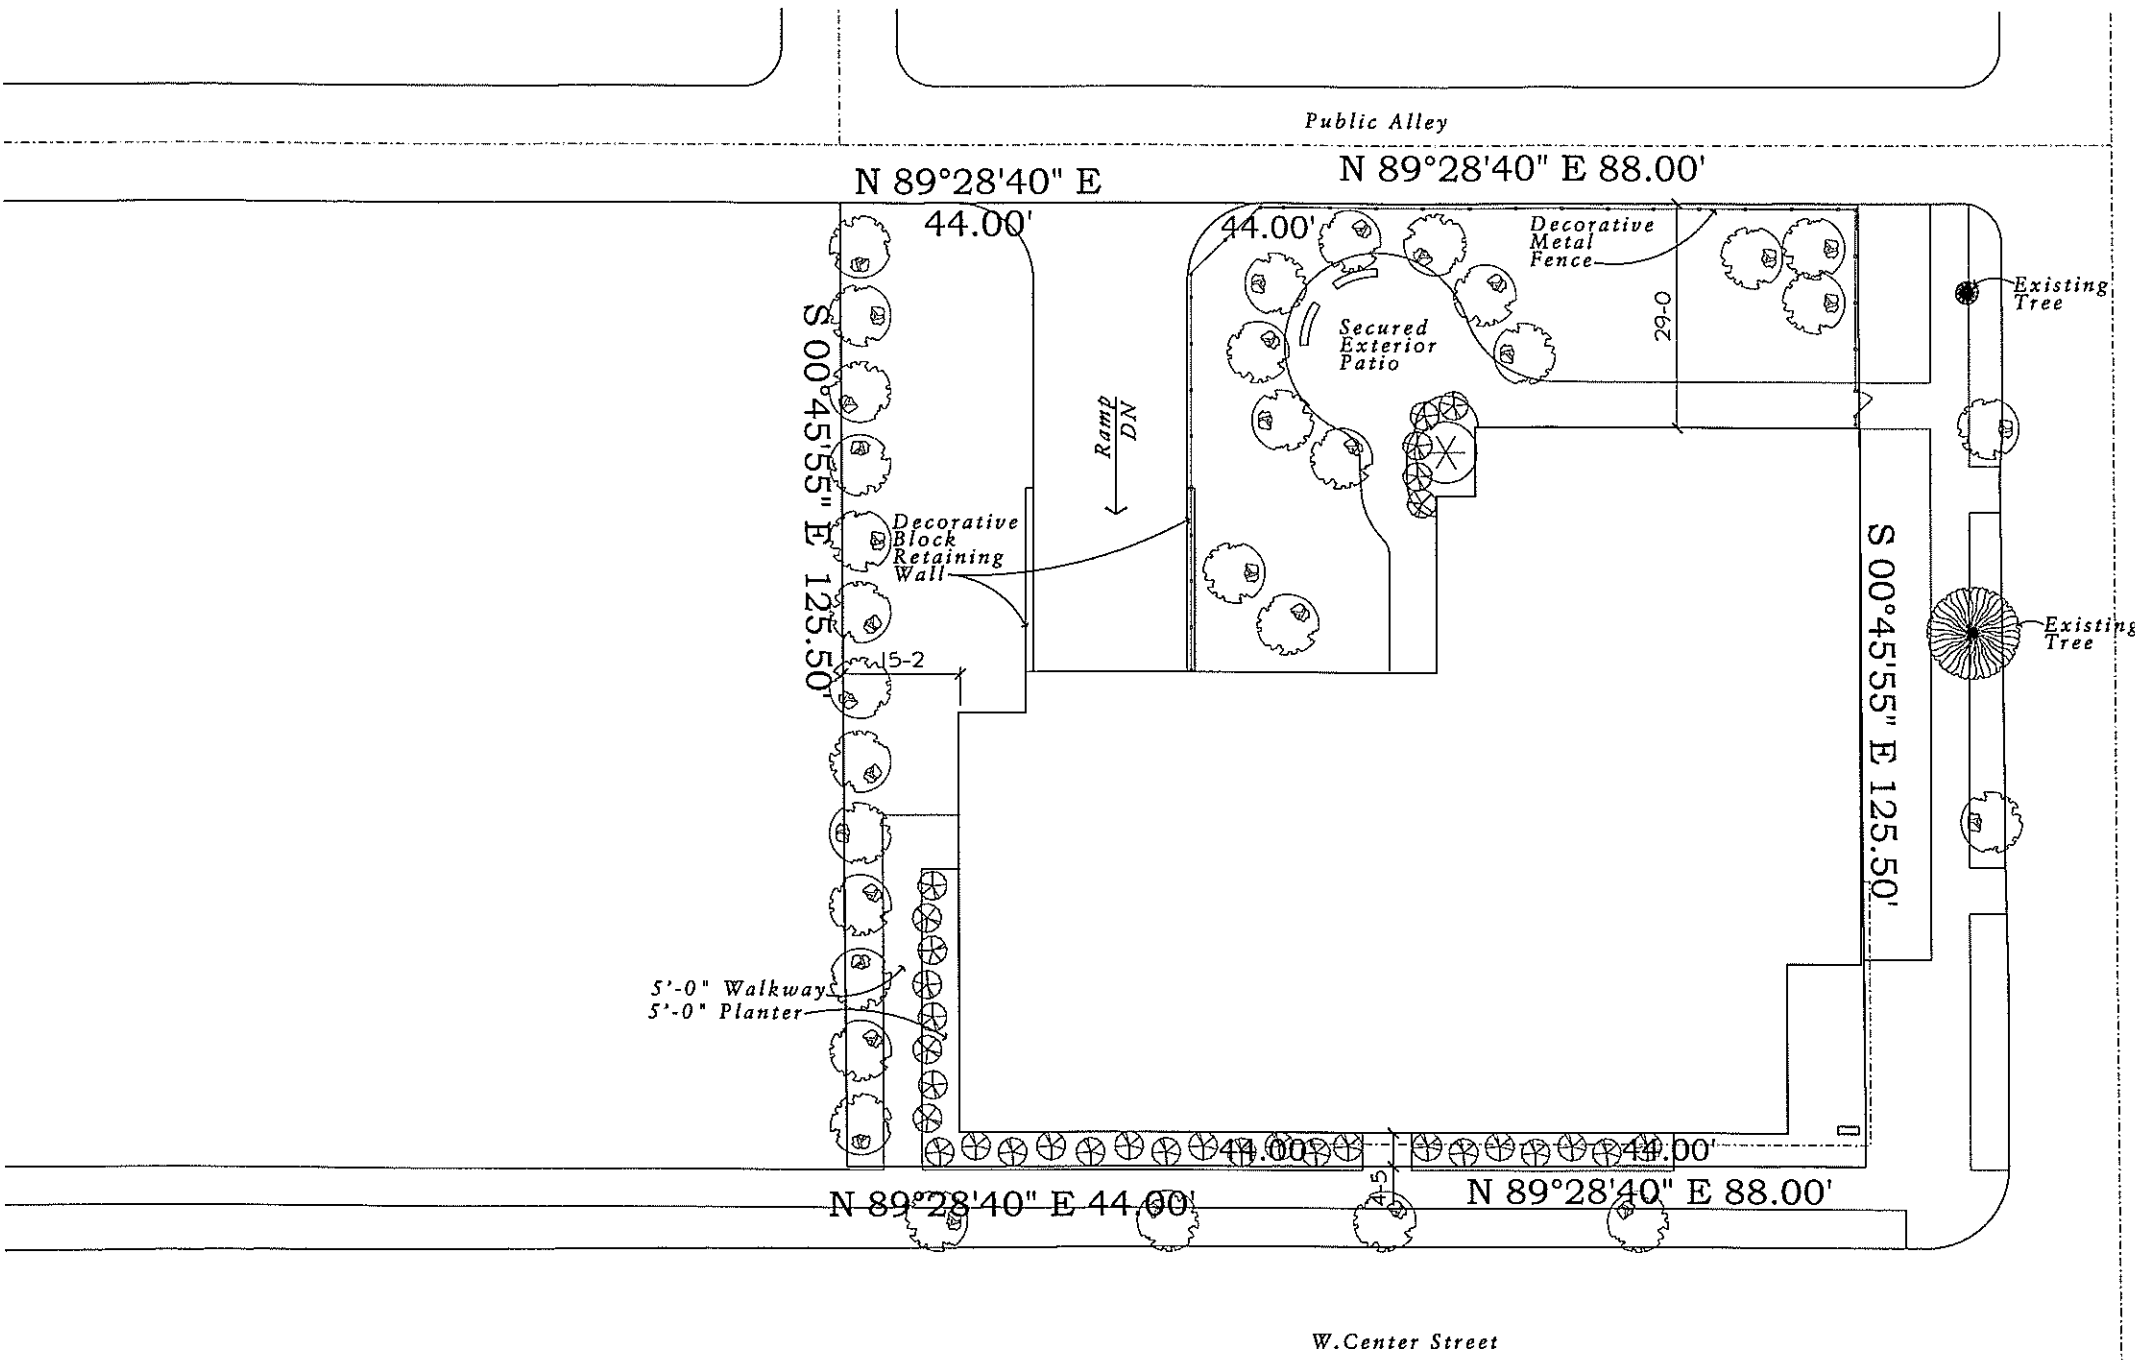 Public Alley
N 89°28'40" E
44.00'
N 89°28'40" E 88.00'
44.00'
Decorative
Metal
Fence
Existing
Tree
29-0
Secured
Exterior
Patio
S 00°45'55" E 125.50'
Ramp
DN
Decorative
Block
Retaining
Wall
S 00°45'55" E 125.50'
Existing
Tree
15-2
5'-0" Walkway
5'-0" Planter
44.00'
44.00'
4-5
N 89°28'40" E 44.00'
N 89°28'40" E 88.00'
W.Center Street